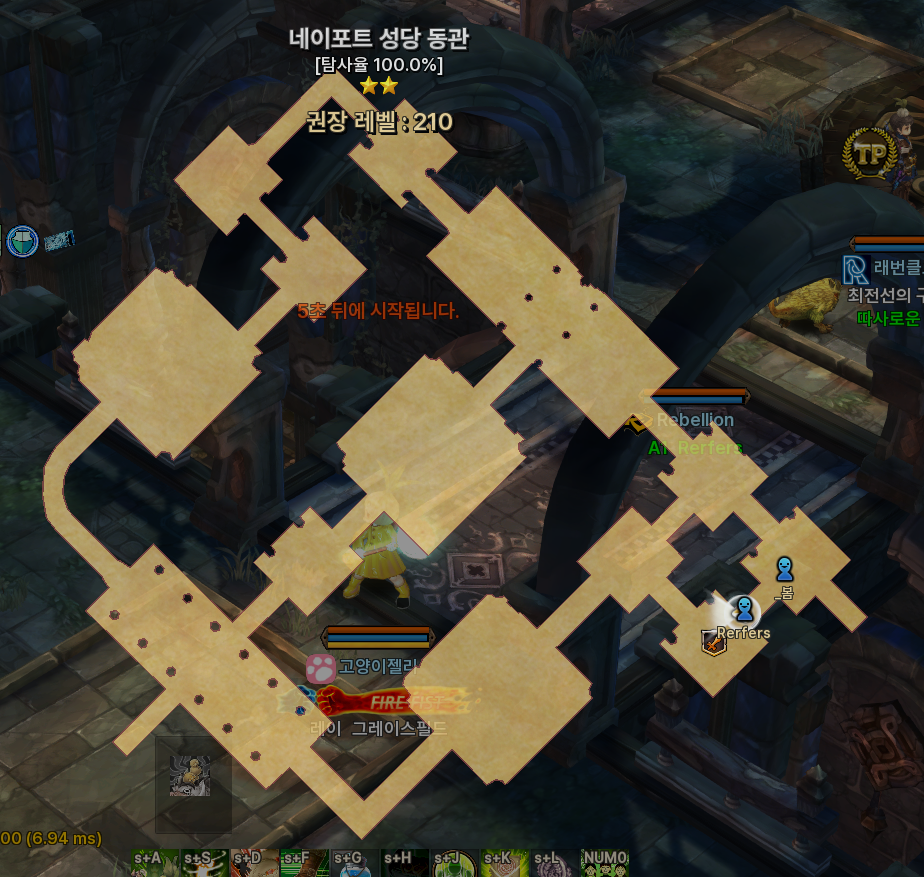 네이포트 성당 동관
[탐사율 100.0%]
권장 레벨 : 210
TP
래번클
최전선의
따사로운
5초 뒤에 시작됩니다.
Rebellion
Rerfers
_봄
Rerfers
고양이젤리
FIRE FIST
레이 그레이스필드
00 (6.94 ms)
s+A s+S s+D s+F s+G s+H s+J s+K s+L NUM0